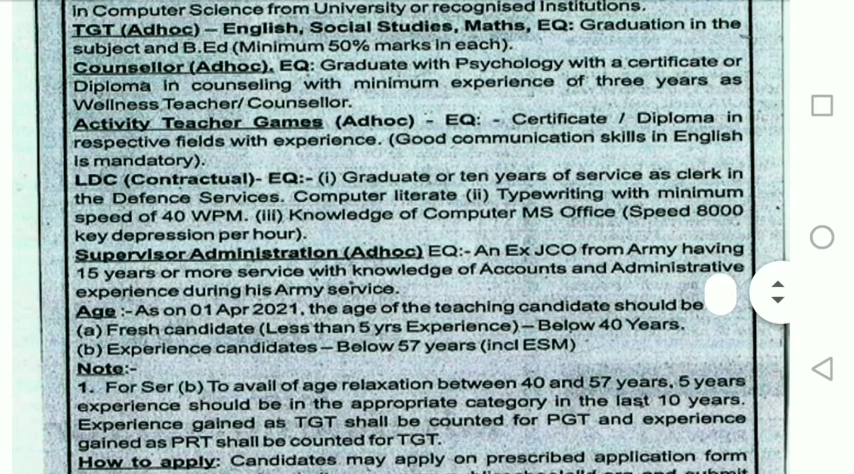 in Computer Science from University or recognised Institutions.
TGT (Adhoc) – English, Social Studies, Maths, EQ: Graduation in the
subject and B.Ed (Minimum 50% marks in each).
Counsellor (Adhoc), EQ: Graduate with Psychology with a certificate or
Diploma in counseling with minimum experience of three years as
Wellness Teacher/ Counsellor.
Activity Teacher Games (Adhoc) - EQ: - Certificate / Diploma in
respective fields with experience. (Good communication skills in English
is mandatory).
LDC (Contractual)- EQ:- (i) Graduate or ten years of service as clerk in
the Defence Services. Computer literate (ii) Typewriting with minimum
speed of 40 WPM. (iii) Knowledge of Computer MS Office (Speed 8000
key depression per hour).
Supervisor Administration (Adhoc) EQ:- An Ex JCO from Army having
15 years or more service with knowledge of Accounts and Administrative
experience during his Army service.
Age :- As on 01 Apr 2021, the age of the teaching candidate should be
(a) Fresh candidate (Less than 5 yrs Experience) – Below 40 Years.
(b) Experience candidates – Below 57 years (incl ESM)
Note:-
1. For Ser (b) To avail of age relaxation between 40 and 57 years, 5 years
experience should be in the appropriate category in the last 10 years.
Experience gained as TGT shall be counted for PGT and experience
gained as PRT shall be counted for TGT.
How to apply: Candidates may apply on prescribed application form